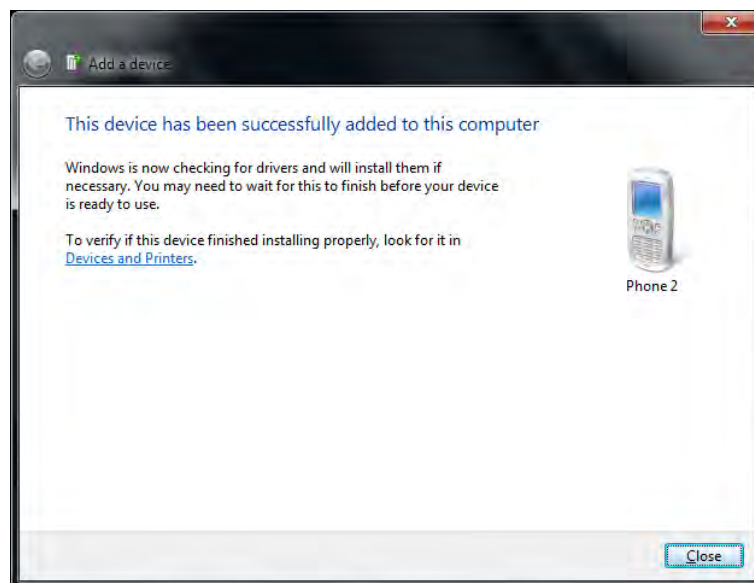 Add a device
This device has been successfully added to this computer
Windows is now checking for drivers and will install them if
necessary. You may need to wait for this to finish before your device
is ready to use.
To verify if this device finished installing properly, look for it in
Devices and Printers.
Phone 2
Close